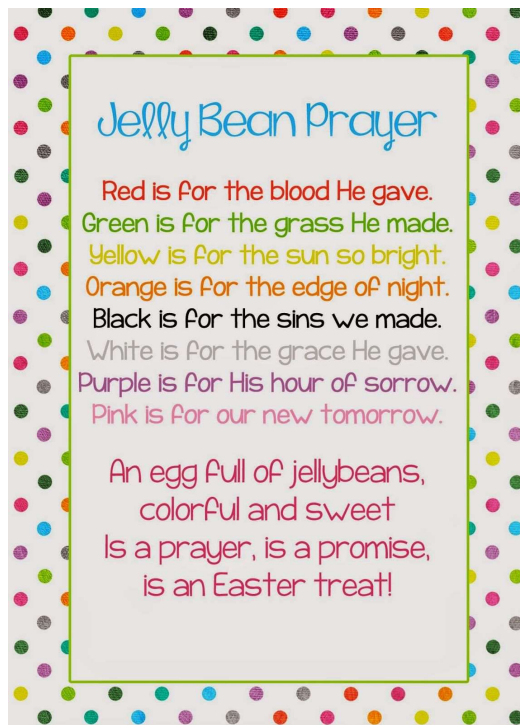 Jelly Bean Prayer
Red is for the blood He gave.
Green is for the grass He made.
Yellow is for the sun so bright.
Orange is for the edge of night.
Black is for the sins we made.
White is for the grace He gave.
Purple is for His hour of sorrow.
Pink is for our new tomorrow.
An egg full of jellybeans,
colorful and sweet
Is a prayer, is a promise,
is an Easter treat!